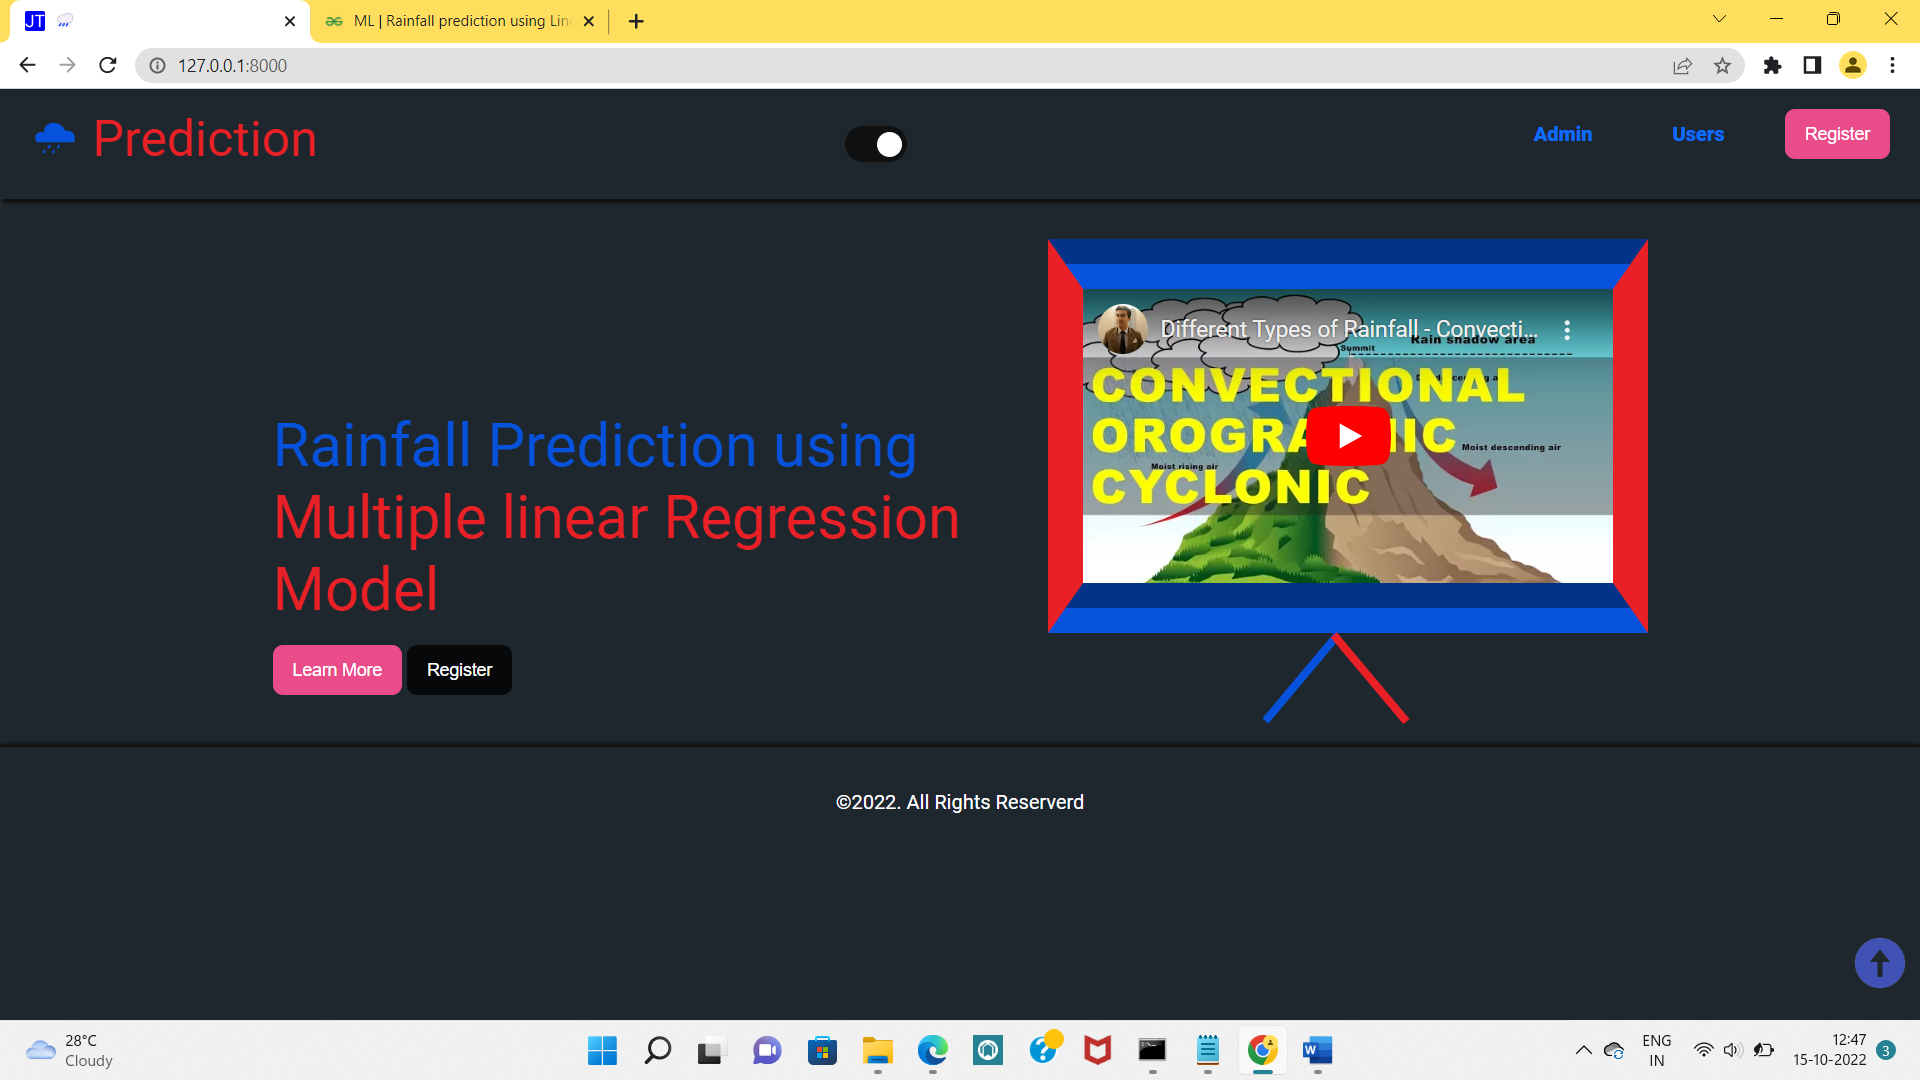 JT
ML | Rainfall prediction using Lin
127.0.0.1:8000
Prediction
Admin
Users
Register
Different Types of Rainfall - Convecti...
Summit
Rain shadow area
CONVECTIONAL
OROGRA IC
Moist descending air
Moist rising air
CYCLONIC
Rainfall Prediction using
Multiple linear Regression
Model
Learn More
Register
©2022. All Rights Reserverd
28°C
Cloudy
W
ENG
IN
12:47
15-10-2022
3